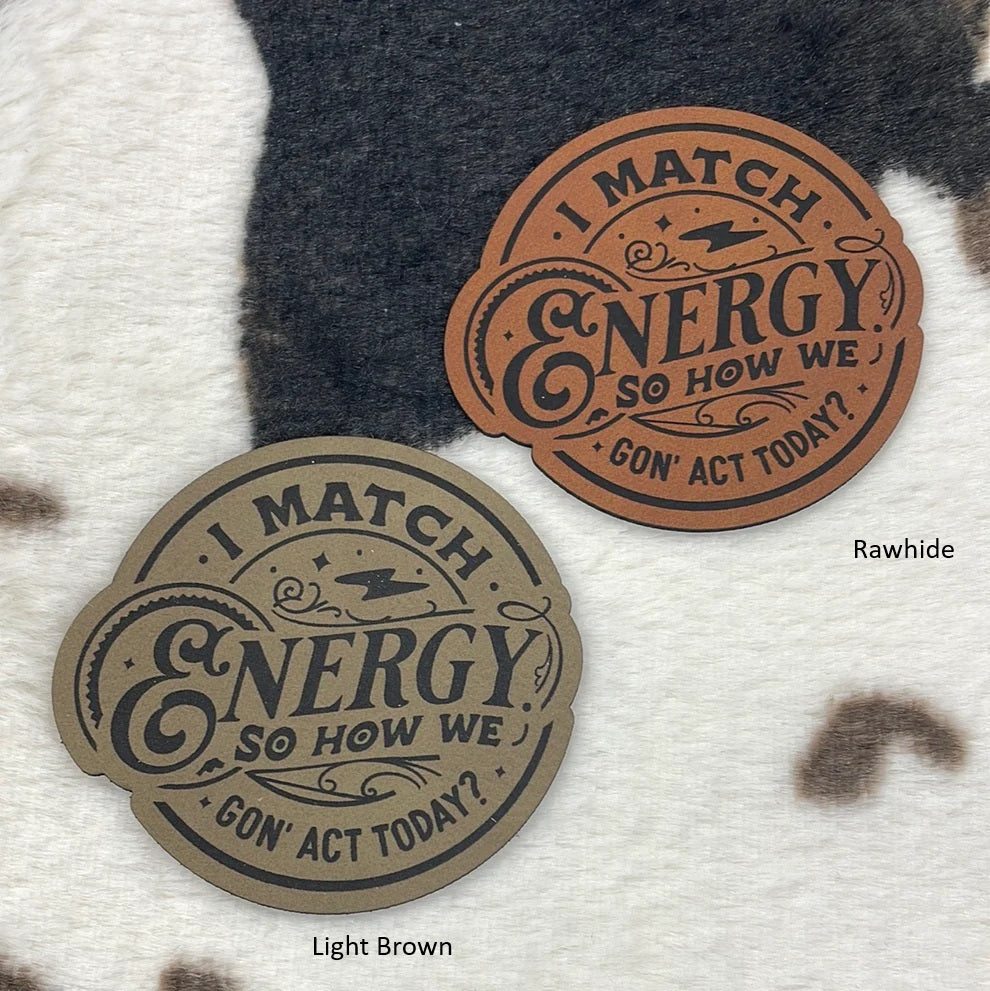 · I MATCH ·
ENERGY.
SO HOW WE
GON' ACT TODAY?
Rawhide
· I MATCH ·
ENERGY.
SO HOW WE
GON' ACT TODAY?
Light Brown